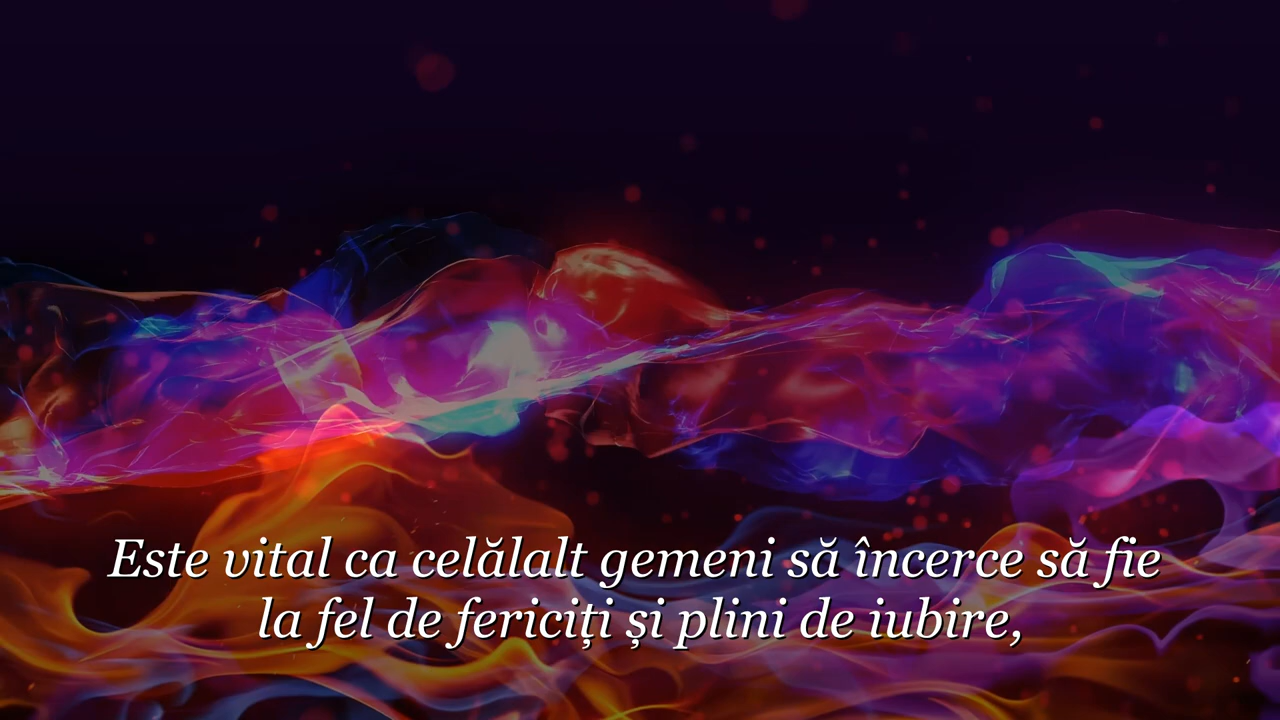 Este vital ca celălalt gemeni să încerce să fie
la fel de fericiți și plini de iubire,